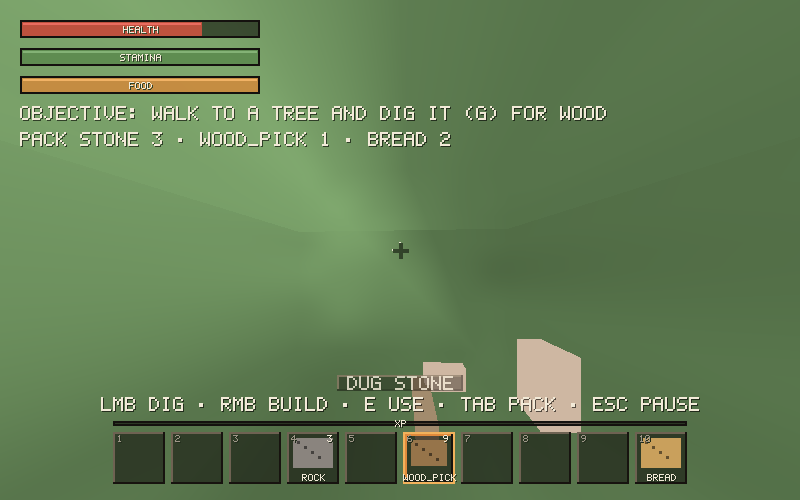 HEALTH
STAMINA
FOOD
OBJECTIVE: WALK TO A TREE AND DIG IT (G) FOR WOOD
PACK STONE 3 · WOOD_PICK 1 · BREAD 2
DUG STONE
LMB DIG · RMB BUILD · E USE · TAB PACK · ESC PAUSE
XP
1 2 3 4 3 5 6 9 7 8 9 10
ROCK WOOD_PICK BREAD